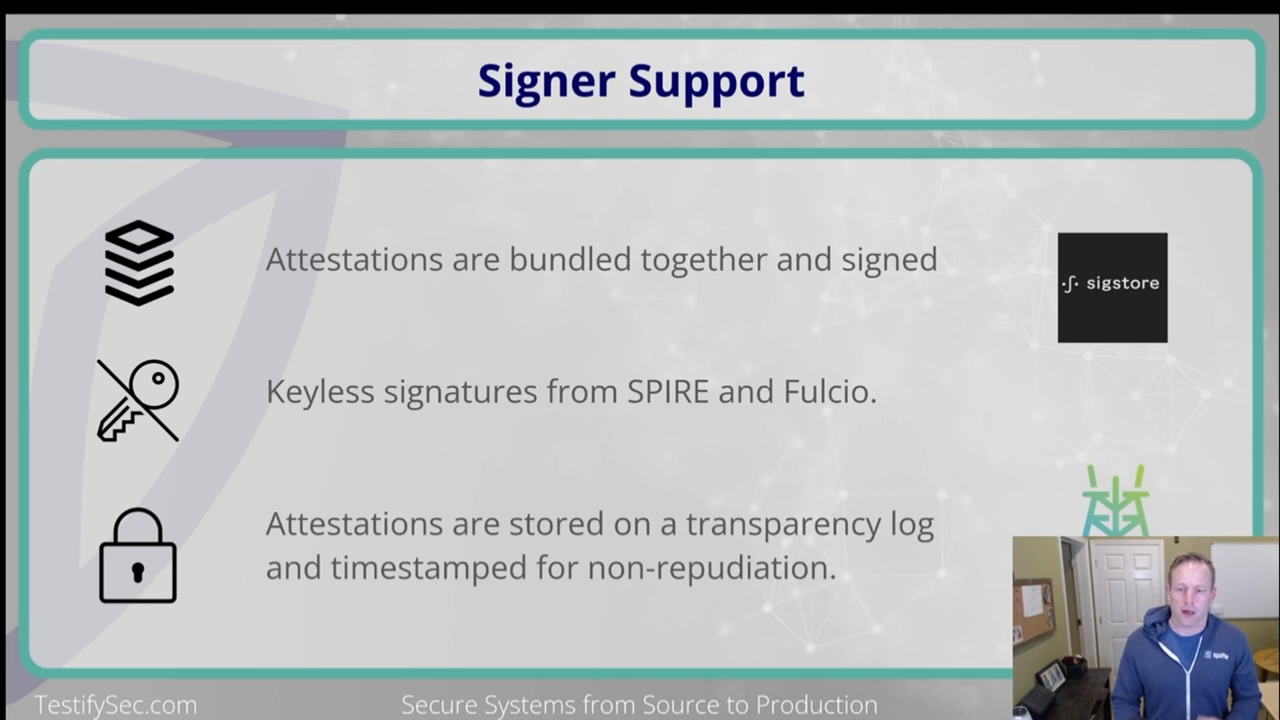 Signer Support
Attestations are bundled together and signed
sigstore
Keyless signatures from SPIRE and Fulcio.
Attestations are stored on a transparency log
and timestamped for non-repudiation.
spiffe
TestifySec.com
Secure Systems from Source to Production